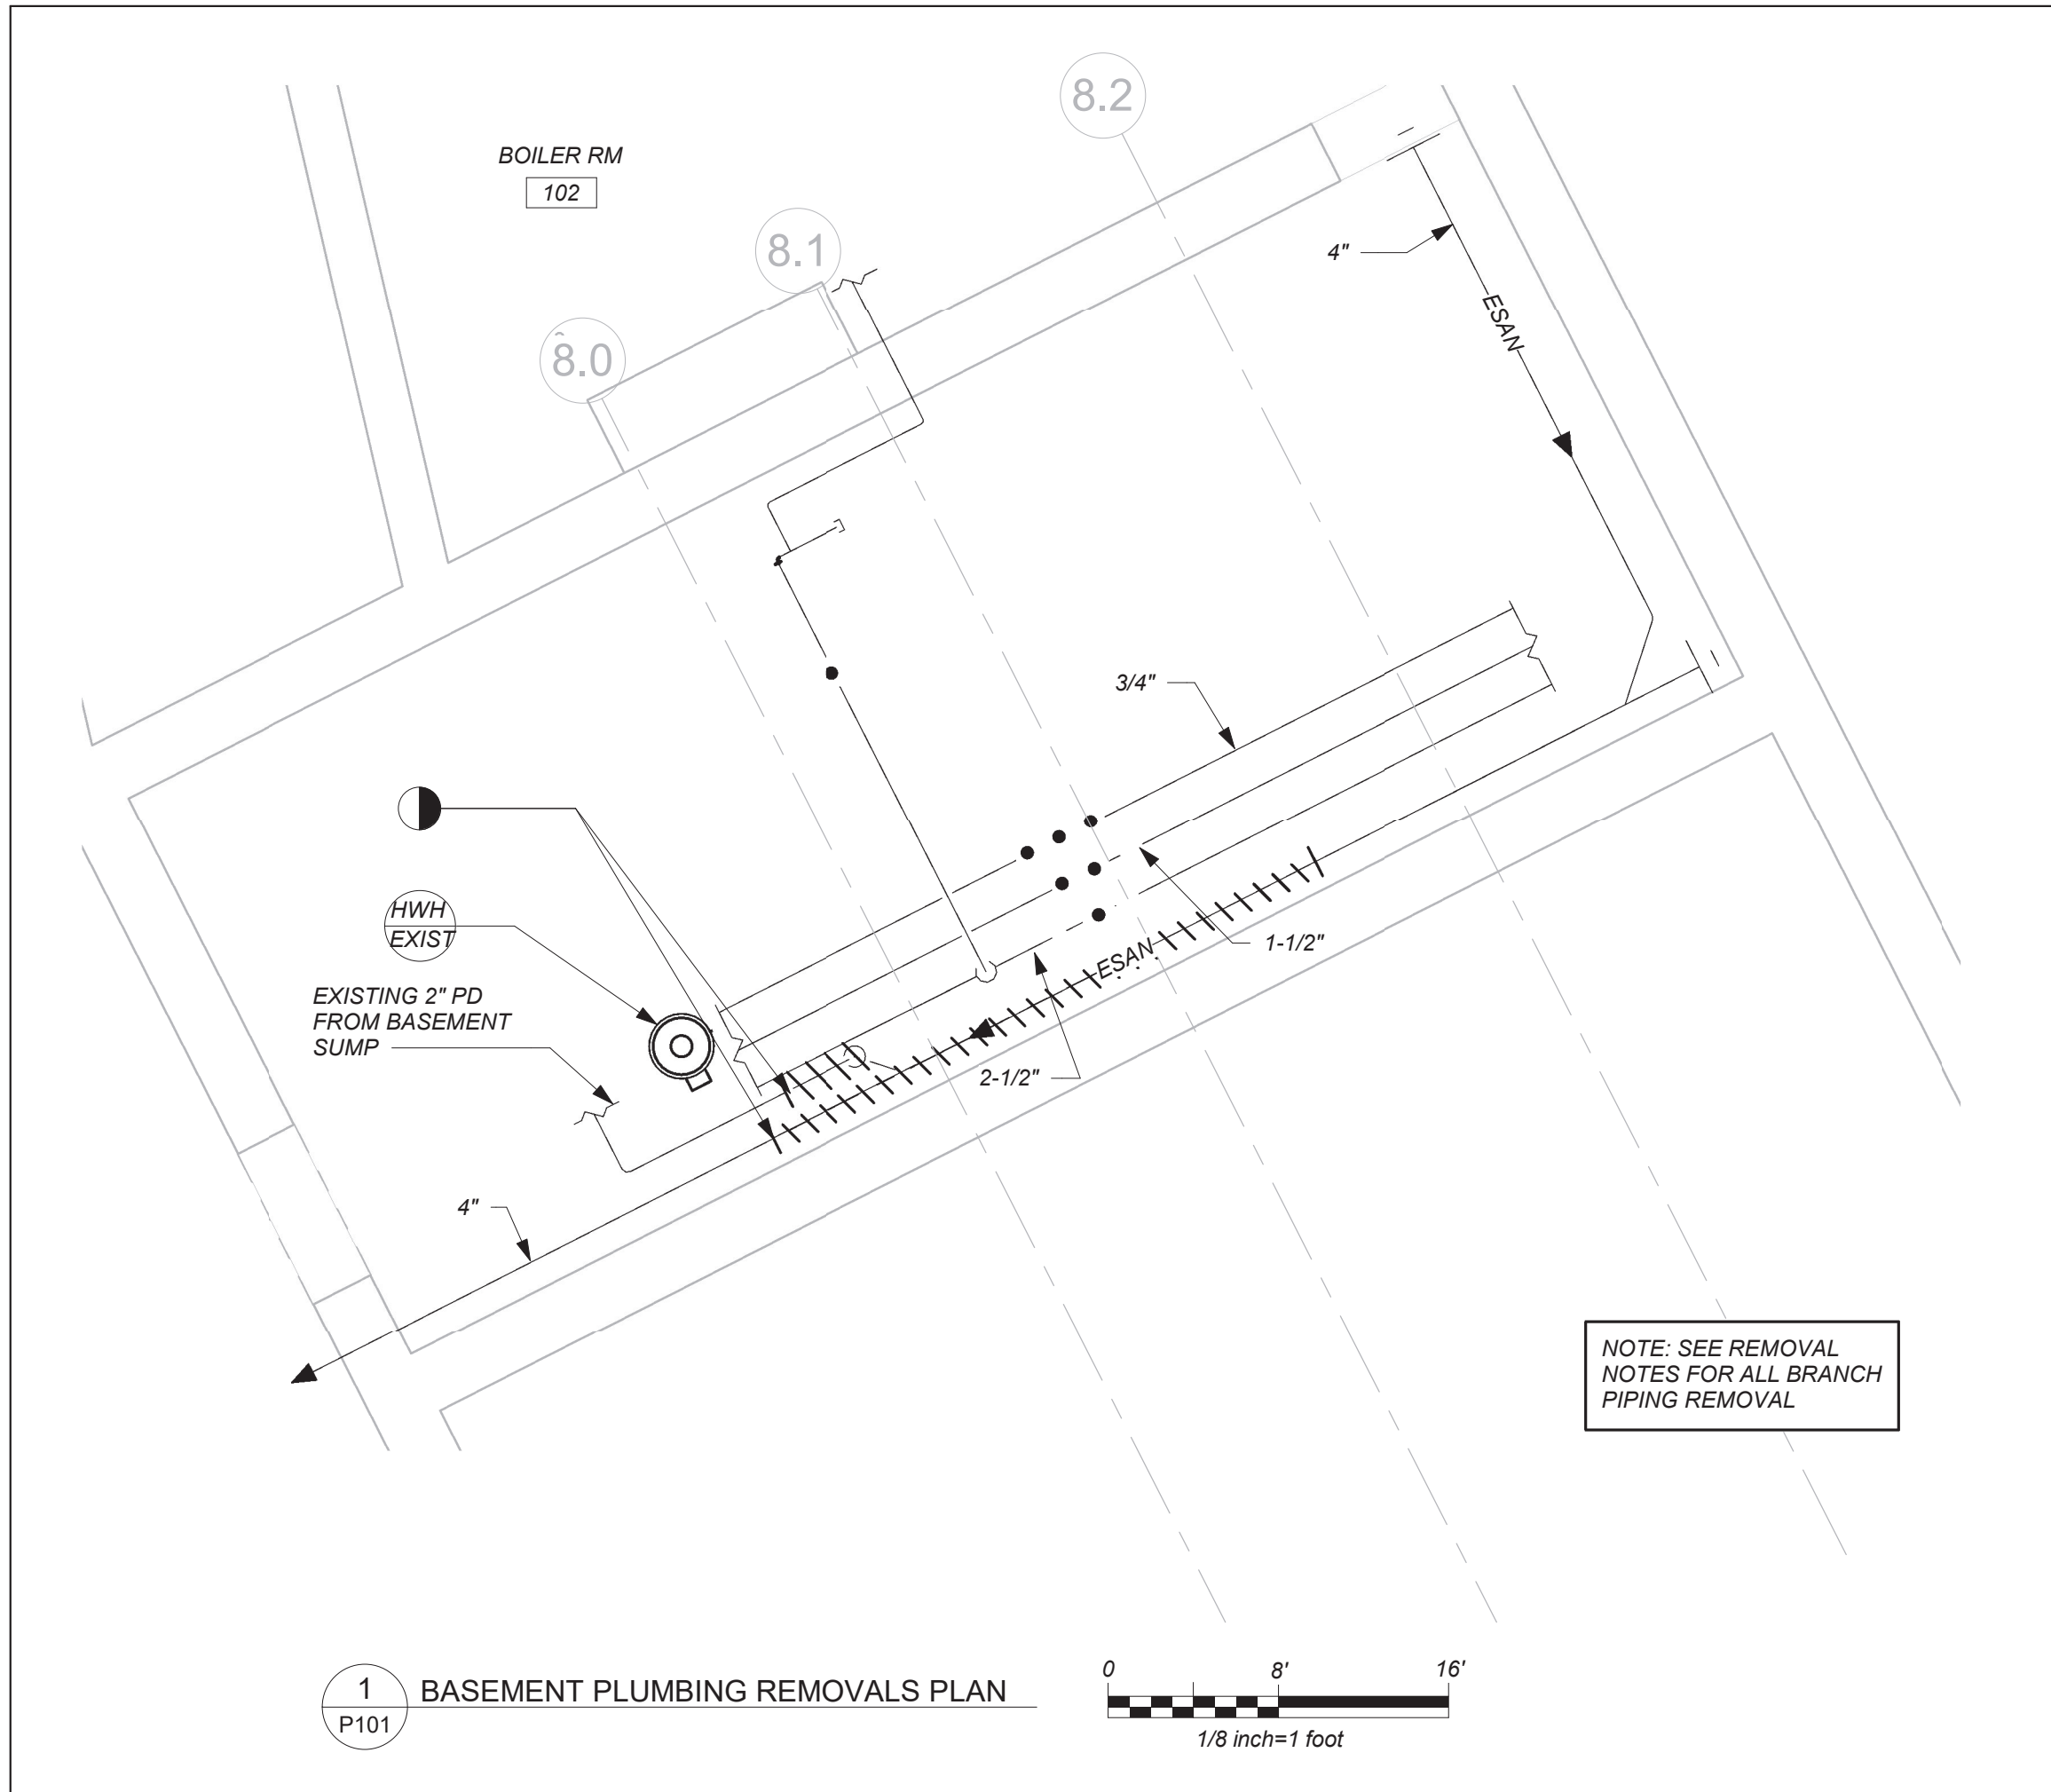 8.2
BOILER RM
102
8.1
4"
8.0
ESAN
3/4"
HWH
EXIST
1-1/2"
ESAN
EXISTING 2" PD
FROM BASEMENT
SUMP
2-1/2"
4"
NOTE: SEE REMOVAL
NOTES FOR ALL BRANCH
PIPING REMOVAL
1
P101
BASEMENT PLUMBING REMOVALS PLAN
0 8' 16'
1/8 inch=1 foot